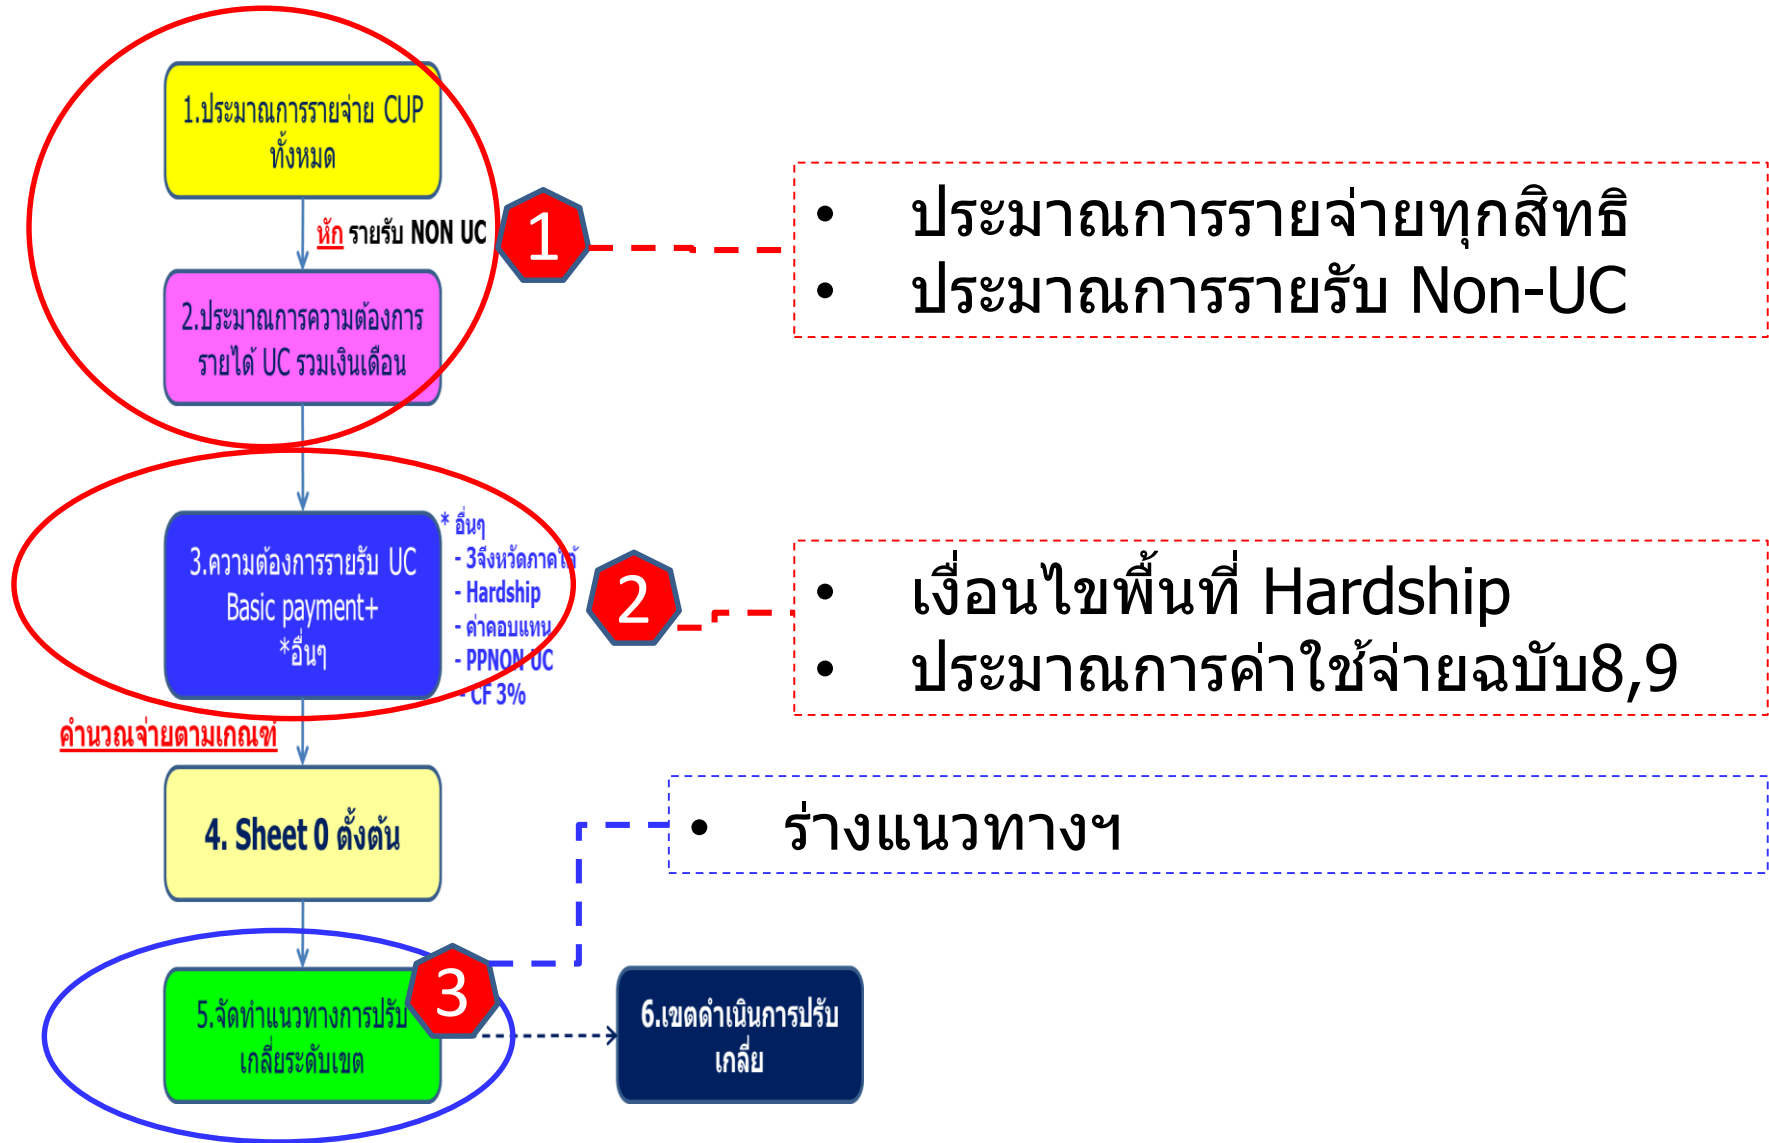 1.ประมาณการรายจ่าย CUP
ทั้งหมด
หัก รายรับ NON UC
1
• ประมาณการรายจ่ายทุกสิทธิ
• ประมาณการรายรับ Non-UC
2.ประมาณการความต้องการ
รายได้ UC รวมเงินเดือน
3.ความต้องการรายรับ UC
Basic payment+
*อื่นๆ
* อื่นๆ
- 3จังหวัดภาคใต้
- Hardship
- ค่าตอบแทน
- PPNON UC
- CF 3%
2
• เงื่อนไขพื้นที่ Hardship
• ประมาณการค่าใช้จ่ายฉบับ8,9
คำนวณจ่ายตามเกณฑ์
4. Sheet 0 ตั้งต้น
• ร่างแนวทางฯ
5.จัดทำแนวทางการปรับ
เกลี่ยระดับเขต
3
6.เขตดำเนินการปรับ
เกลี่ย